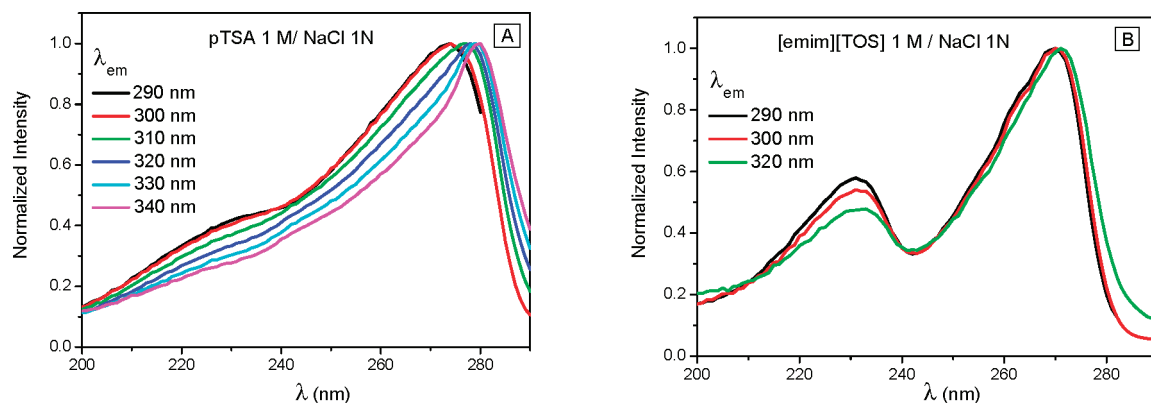 pTSA 1 M/ NaCl 1N
A
λem
290 nm
300 nm
310 nm
320 nm
330 nm
340 nm
Normalized Intensity
1.0
0.8
0.6
0.4
0.2
0.0
200 220 240 260 280
λ (nm)
[emim][TOS] 1 M / NaCl 1N
B
λem
290 nm
300 nm
320 nm
Normalized Intensity
1.0
0.8
0.6
0.4
0.2
0.0
200 220 240 260 280
λ (nm)